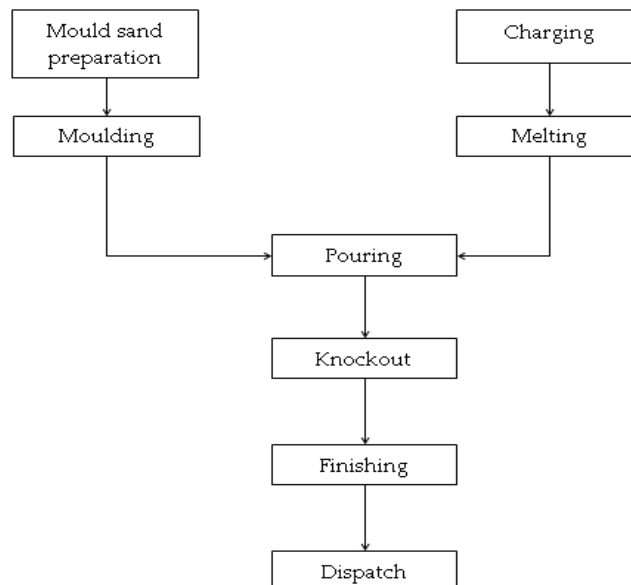 Mould sand
preparation
Charging
Moulding
Melting
Pouring
Knockout
Finishing
Dispatch